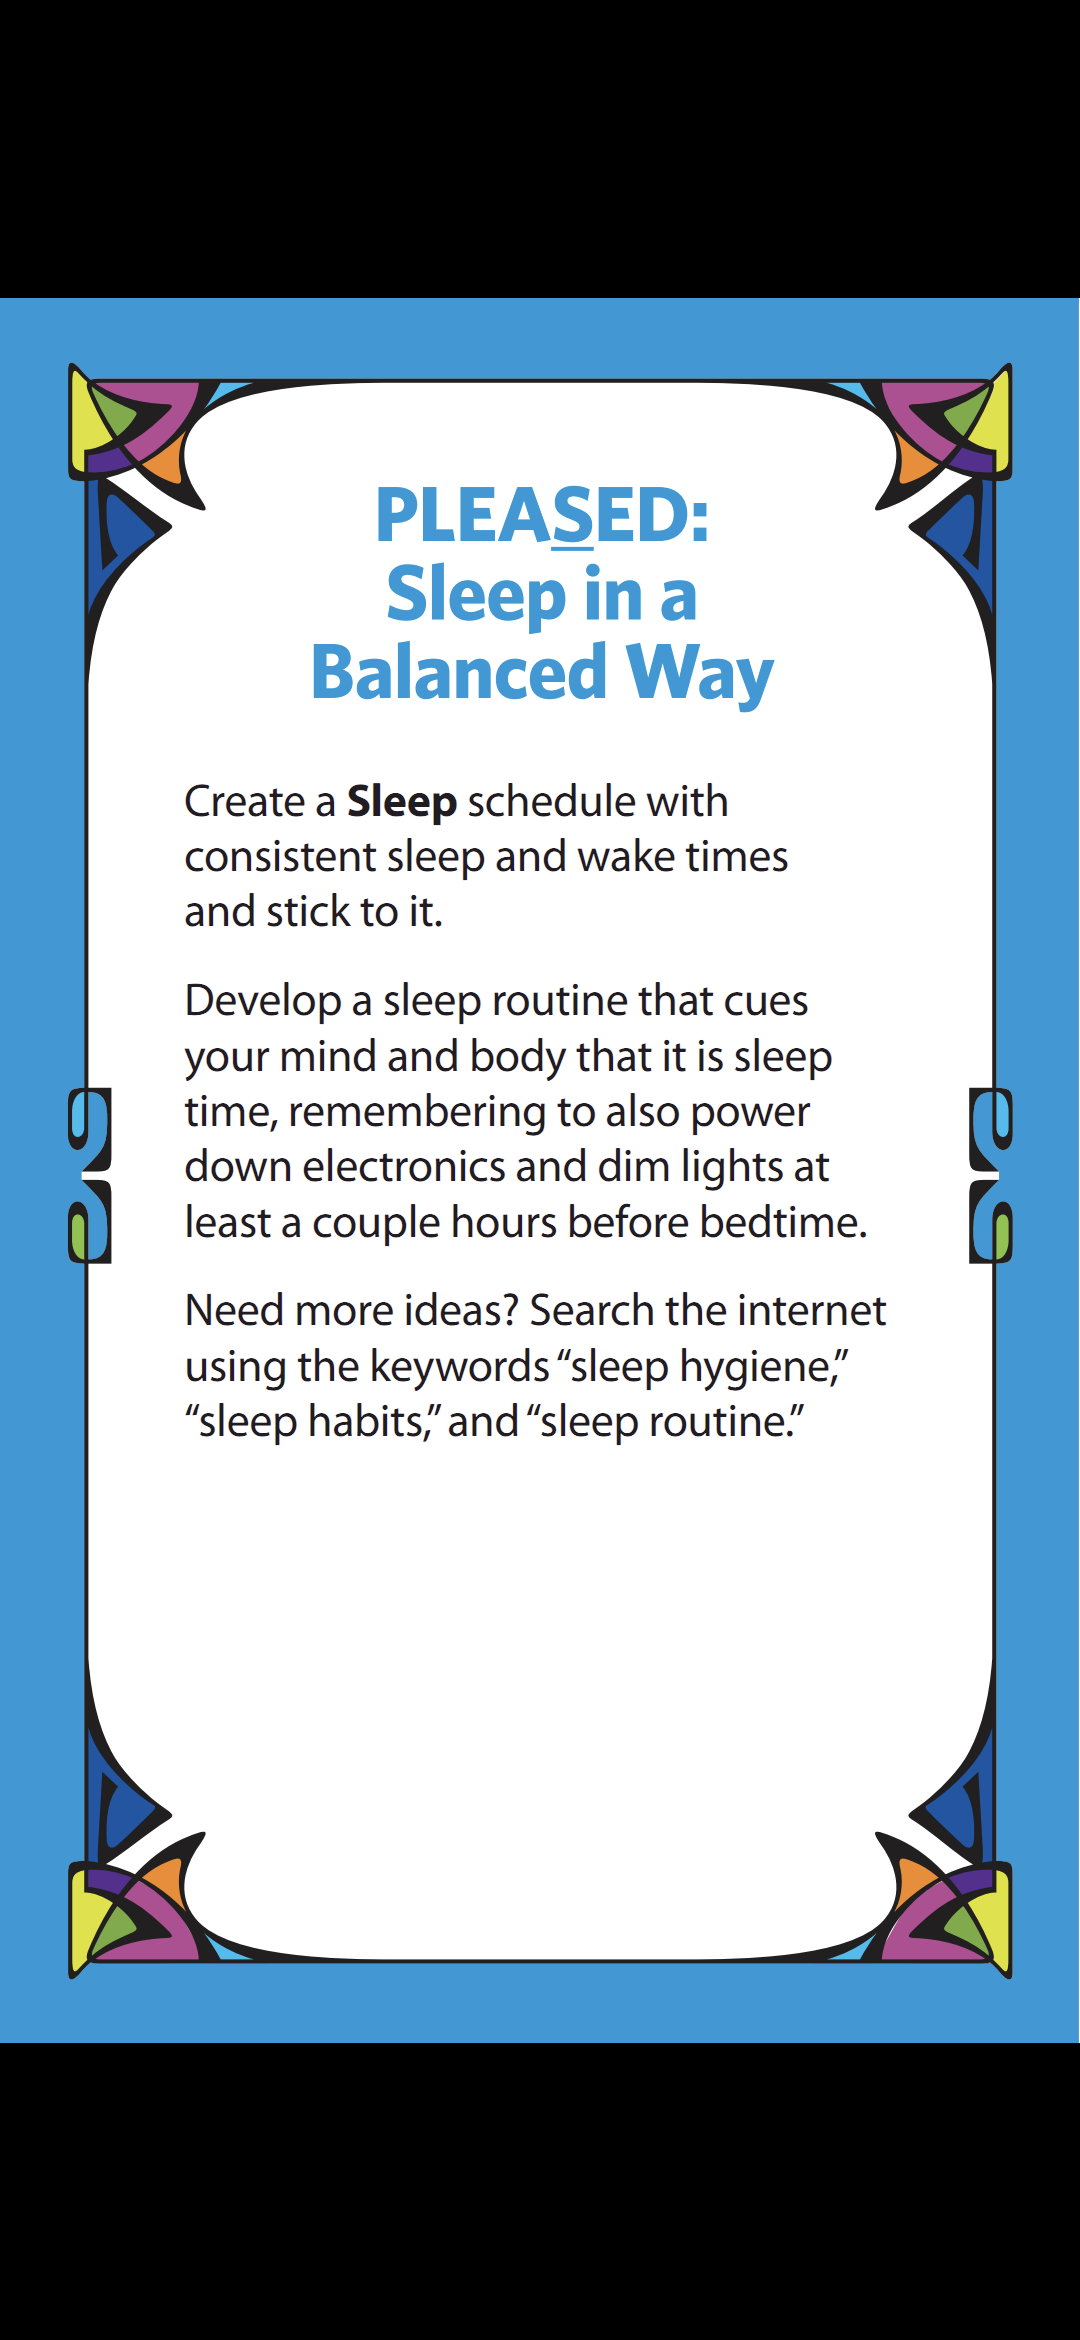 PLEASED:
Sleep in a
Balanced Way
Create a Sleep schedule with
consistent sleep and wake times
and stick to it.
Develop a sleep routine that cues
your mind and body that it is sleep
time, remembering to also power
down electronics and dim lights at
least a couple hours before bedtime.
Need more ideas? Search the internet
using the keywords “sleep hygiene,”
“sleep habits,” and “sleep routine.”